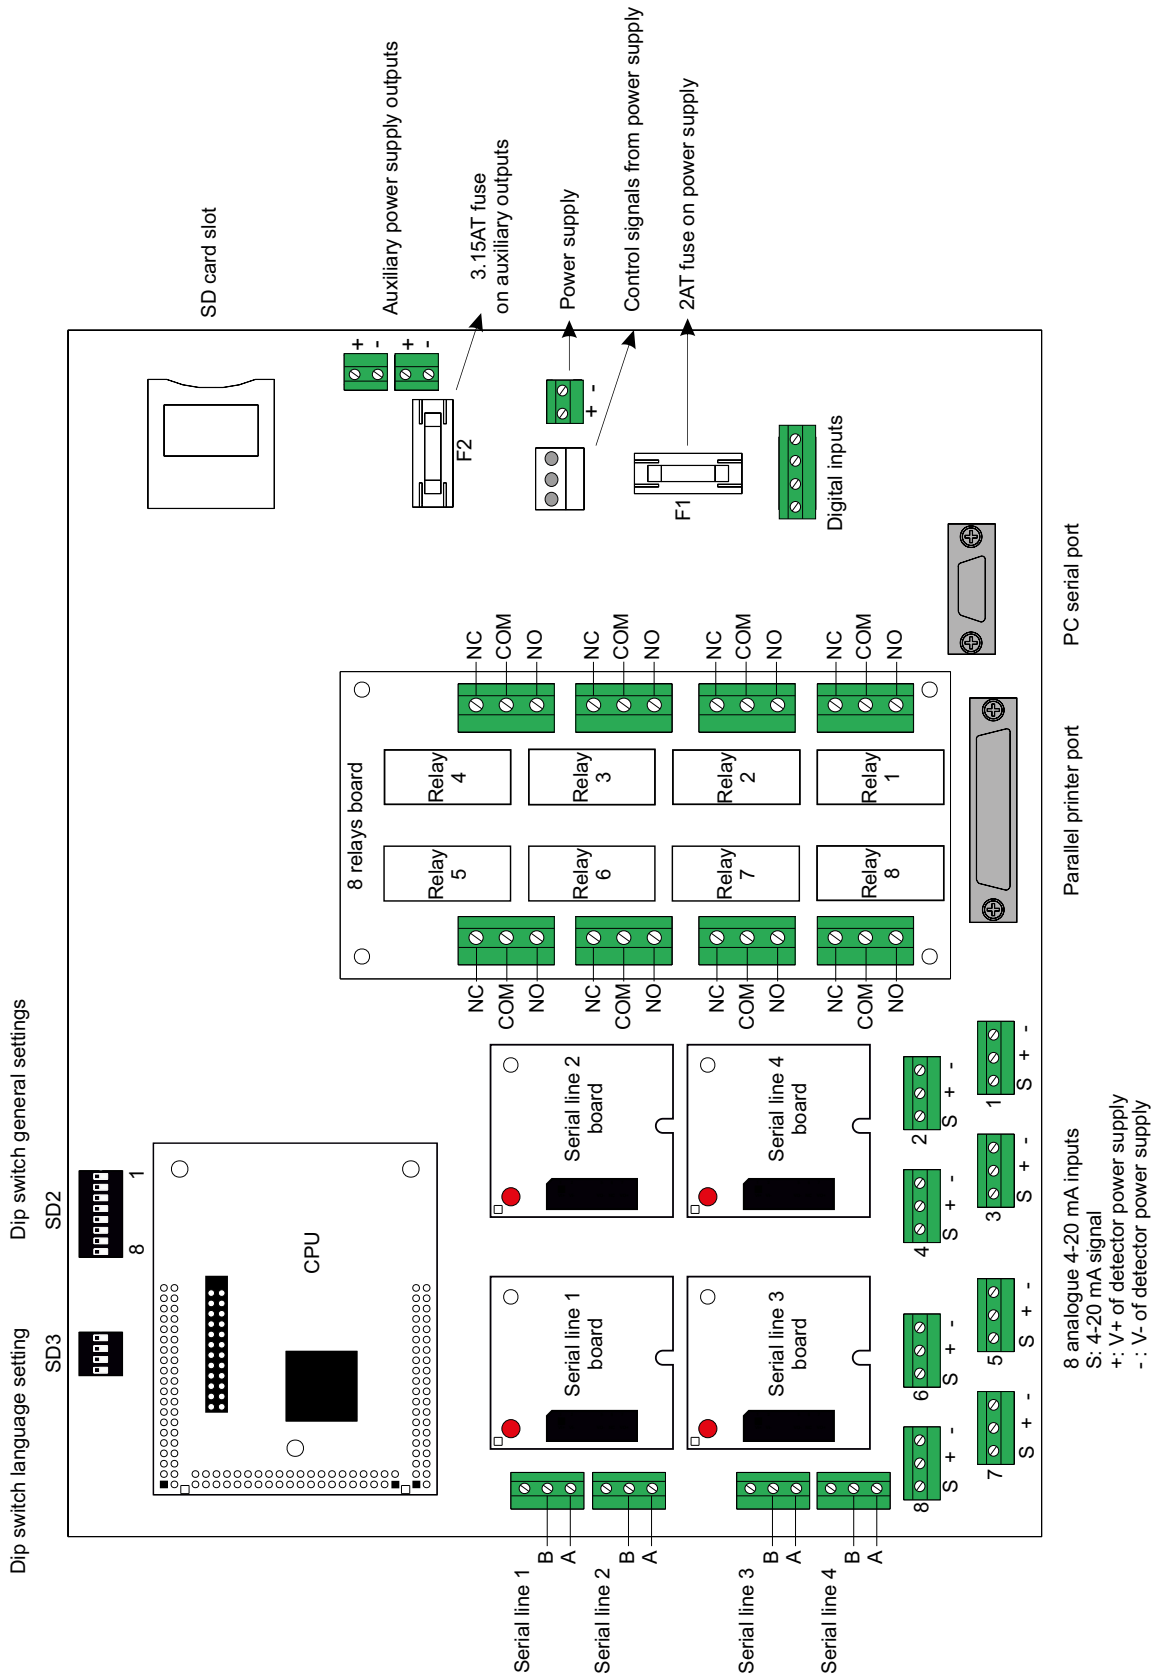 Dip switch language setting
Dip switch general settings
SD3
SD2
8
1
CPU
SD card slot
Auxiliary power supply outputs
+
-
+
-
3.15AT fuse
on auxiliary outputs
F2
Power supply
+ -
Control signals from power supply
2AT fuse on power supply
F1
Digital inputs
PC serial port
Parallel printer port
8 relays board
NC
COM
NO
NC
COM
NO
NC
COM
NO
NC
COM
NO
Relay
4
Relay
3
Relay
2
Relay
1
Relay
5
Relay
6
Relay
7
Relay
8
NC
COM
NO
NC
COM
NO
NC
COM
NO
NC
COM
NO
Serial line 1
board
Serial line 2
board
Serial line 3
board
Serial line 4
board
Serial line 1
B
A
Serial line 2
B
A
Serial line 3
B
A
Serial line 4
B
A
8
S + -
6
S + -
4
S + -
2
S + -
7
S + -
5
S + -
3
S + -
1
S + -
8 analogue 4-20 mA inputs
S: 4-20 mA signal
+: V+ of detector power supply
- : V- of detector power supply